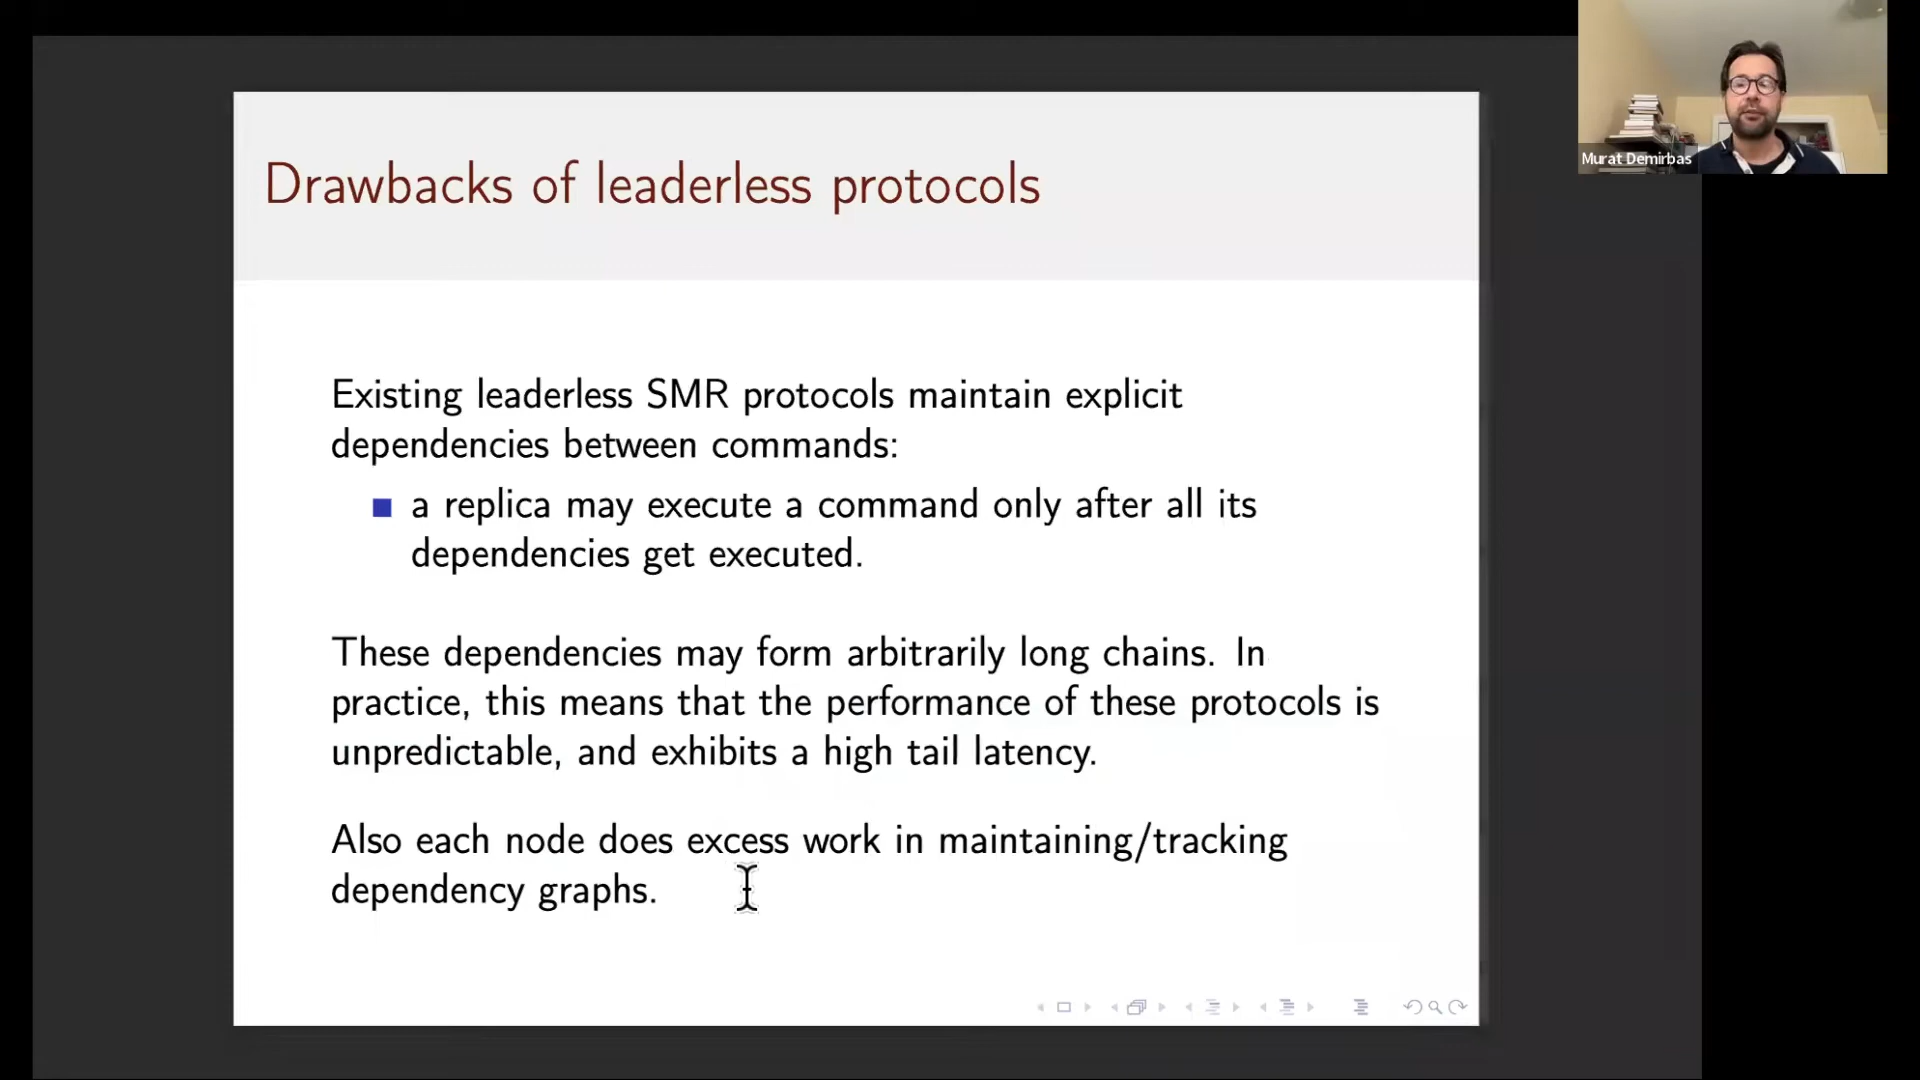 Murat Demirbas
Drawbacks of leaderless protocols
Existing leaderless SMR protocols maintain explicit
dependencies between commands:
a replica may execute a command only after all its
dependencies get executed.
These dependencies may form arbitrarily long chains. In
practice, this means that the performance of these protocols is
unpredictable, and exhibits a high tail latency.
Also each node does excess work in maintaining/tracking
dependency graphs.